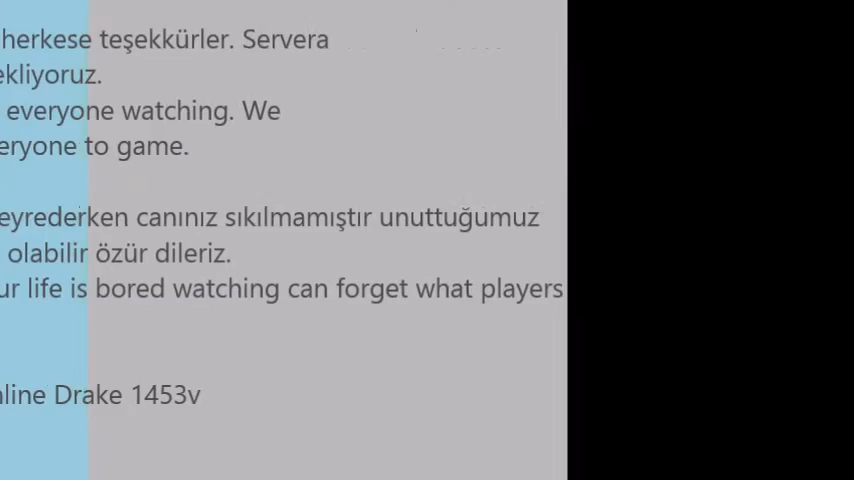 herkese teşekkürler. Servera
ekliyoruz.
everyone watching. We
eryone to game.
eyrederken canınız sıkılmamıştır unuttuğumuz
olabilir özür dileriz.
ur life is bored watching can forget what players
nline Drake 1453v